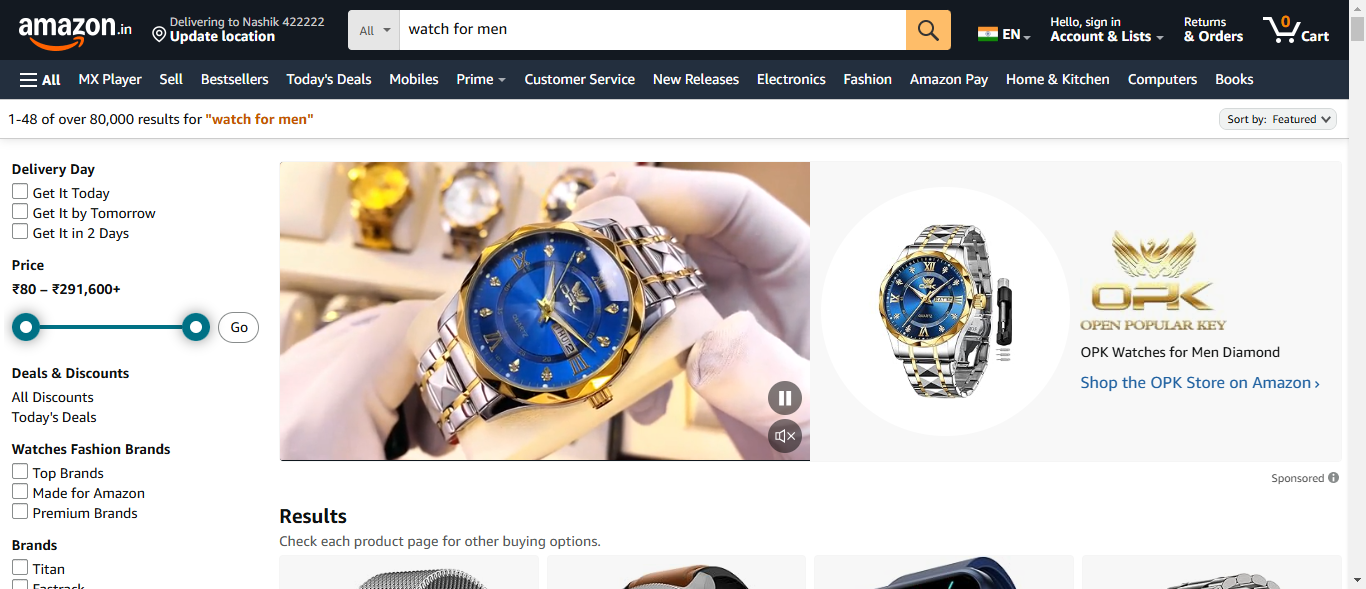 amazon.in
Delivering to Nashik 422222
Update location
All
watch for men
EN
Hello, sign in
Account & Lists
Returns
& Orders
0
Cart
All
MX Player
Sell
Bestsellers
Today's Deals
Mobiles
Prime
Customer Service
New Releases
Electronics
Fashion
Amazon Pay
Home & Kitchen
Computers
Books
1-48 of over 80,000 results for "watch for men"
Sort by: Featured
Delivery Day
Get It Today
Get It by Tomorrow
Get It in 2 Days
Price
₹80 – ₹291,600+
Go
Deals & Discounts
All Discounts
Today's Deals
Watches Fashion Brands
Top Brands
Made for Amazon
Premium Brands
Brands
Titan
Fastrack
OPK
QUARTZ
THU
OPK
QUARTZ
OPK
OPEN POPULAR KEY
OPK Watches for Men Diamond
Shop the OPK Store on Amazon ›
Sponsored
Results
Check each product page for other buying options.